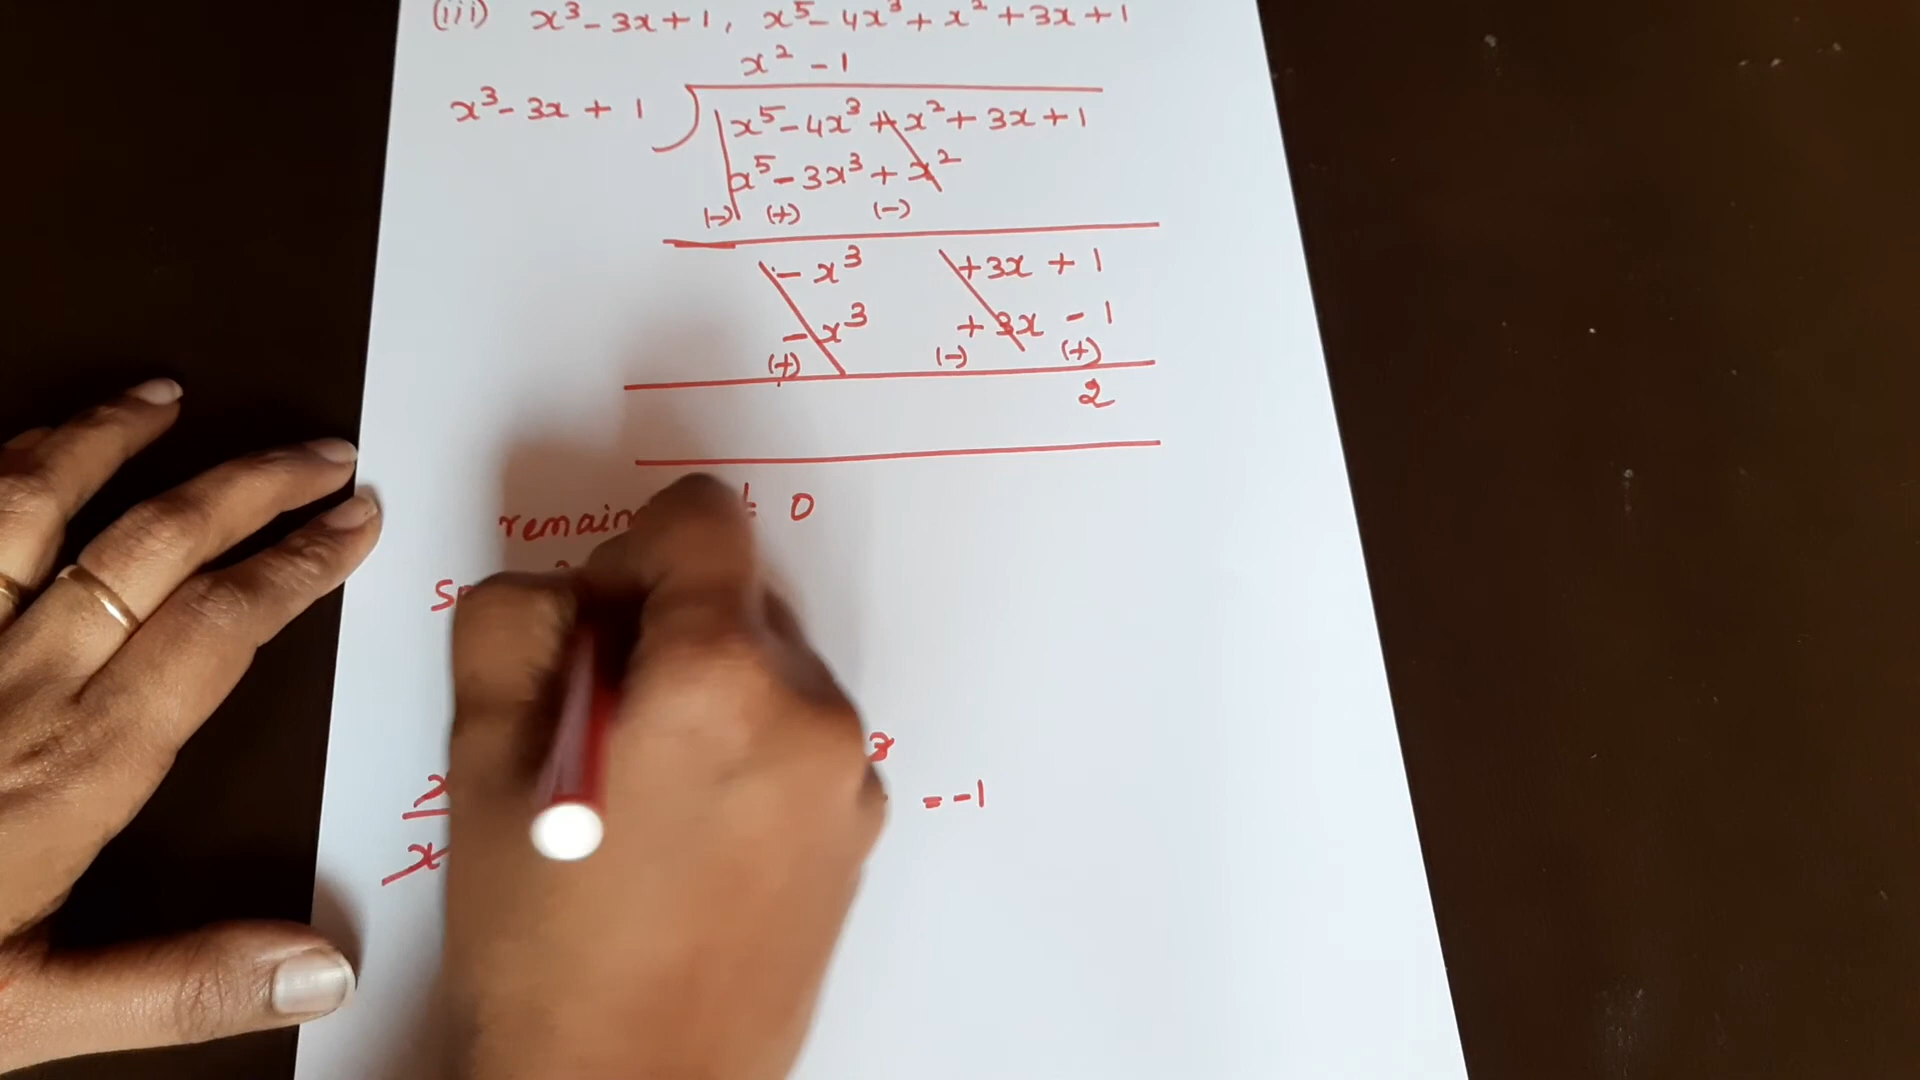 (iii) x³ - 3x + 1, x⁵ - 4x³ + x² + 3x + 1
x² - 1
x³ - 3x + 1 ) x⁵ - 4x³ + x² + 3x + 1
x⁵ - 3x³ + x²
(-) (+) (-)
- x³ + 3x + 1
- x³ + 3x - 1
(+) (-) (+)
2
≠ 0
= -1